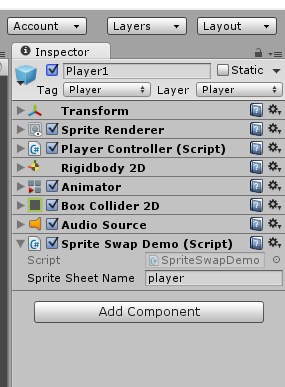 Account Layers Layout
Inspector
Player1 Static
Tag Player Layer Player
Transform
Sprite Renderer
Player Controller (Script)
Rigidbody 2D
Animator
Box Collider 2D
Audio Source
Sprite Swap Demo (Script)
Script SpriteSwapDemo
Sprite Sheet Name player
Add Component